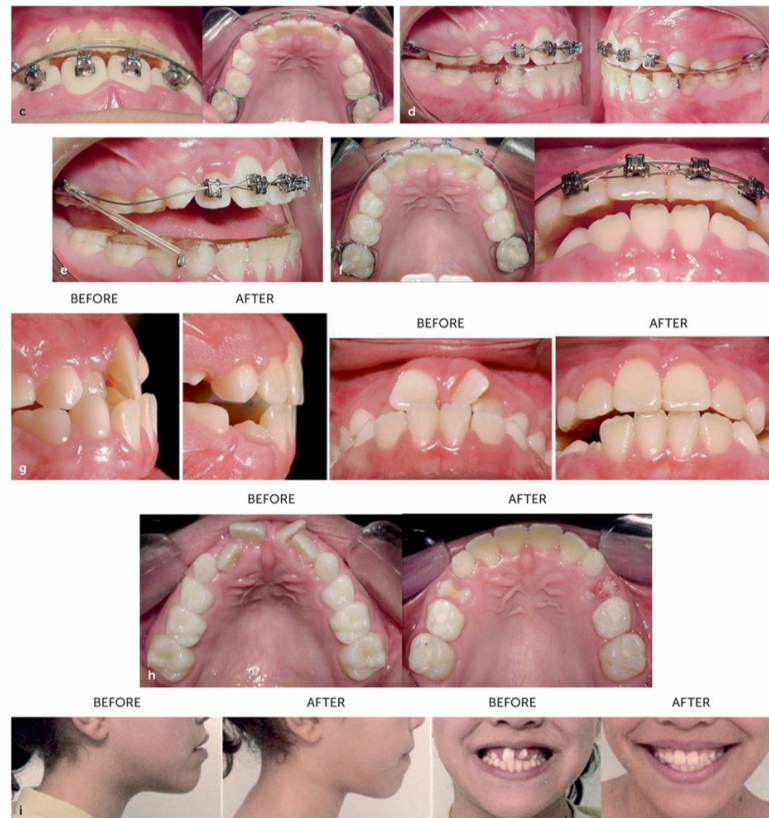 c
d
e
f
BEFORE
AFTER
BEFORE
AFTER
g
BEFORE
AFTER
h
BEFORE
AFTER
BEFORE
AFTER
i